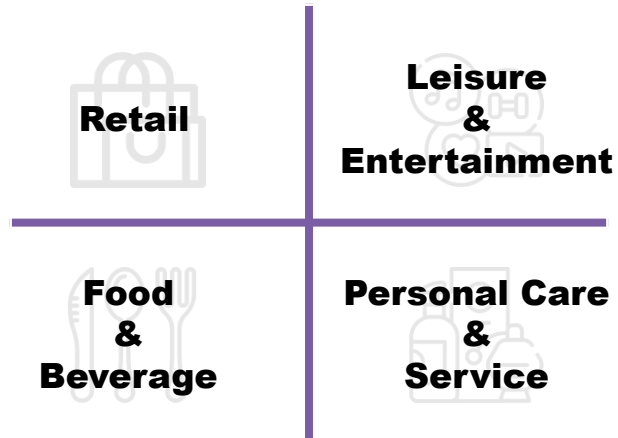 Retail
Leisure
&
Entertainment
Food
&
Beverage
Personal Care
&
Service